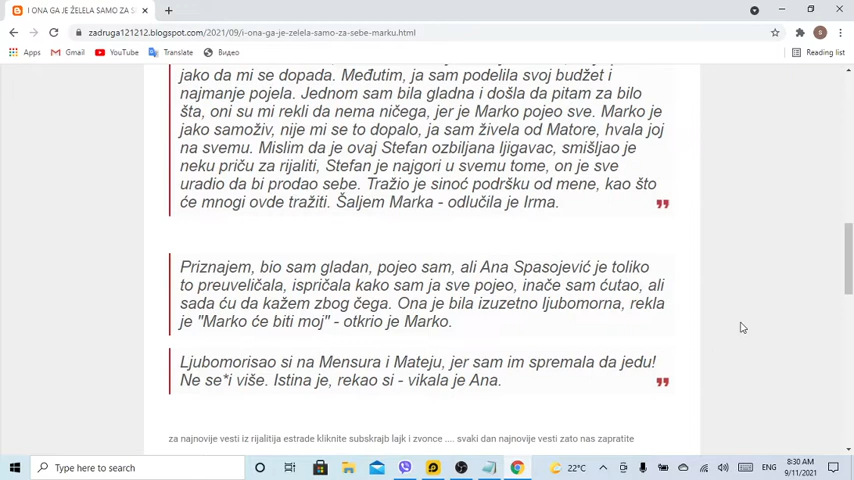 I ONA GA JE ŽELELA SAMO ZA S
zadruga121212.blogspot.com/2021/09/i-ona-ga-je-zelela-samo-za-sebe-marku.html
Apps Gmail YouTube Translate Видео Reading list
jako da mi se dopada. Međutim, ja sam podelila svoj budžet i
najmanje pojela. Jednom sam bila gladna i došla da pitam za bilo
šta, oni su mi rekli da nema ničega, jer je Marko pojeo sve. Marko je
jako samoživ, nije mi se to dopalo, ja sam živela od Matore, hvala joj
na svemu. Mislim da je ovaj Stefan ozbiljana ljigavac, smišljao je
neku priču za rijaliti, Stefan je najgori u svemu tome, on je sve
uradio da bi prodao sebe. Tražio je sinoć podršku od mene, kao što
će mnogi ovde tražiti. Šaljem Marka - odlučila je Irma.
Priznajem, bio sam gladan, pojeo sam, ali Ana Spasojević je toliko
to preuveličala, ispričala kako sam ja sve pojeo, inače sam ćutao, ali
sada ću da kažem zbog čega. Ona je bila izuzetno ljubomorna, rekla
je "Marko će biti moj" - otkrio je Marko.
Ljubomorisao si na Mensura i Mateju, jer sam im spremala da jedu!
Ne se*i više. Istina je, rekao si - vikala je Ana.
za najnovije vesti iz rijalitija estrade kliknite subskrajb lajk i zvonce .... svaki dan najnovije vesti zato nas zapratite
Type here to search
22°C
ENG
8:30 AM
9/11/2021